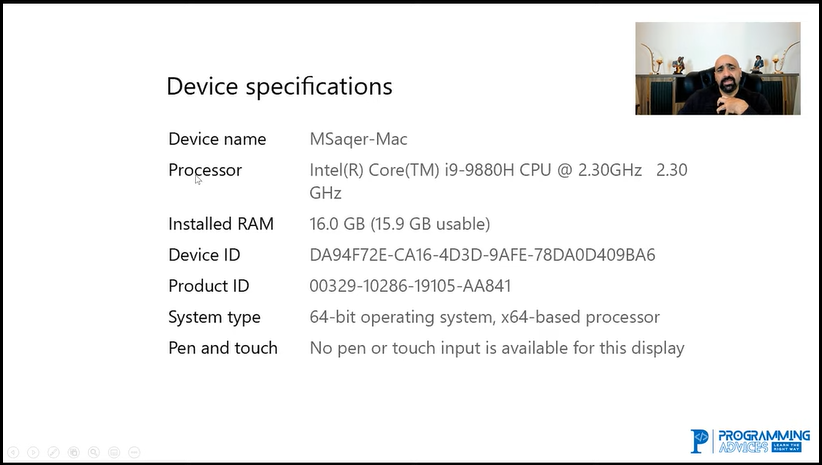 Device specifications
Device name MSaqer-Mac
Processor Intel(R) Core(TM) i9-9880H CPU @ 2.30GHz 2.30
GHz
Installed RAM 16.0 GB (15.9 GB usable)
Device ID DA94F72E-CA16-4D3D-9AFE-78DA0D409BA6
Product ID 00329-10286-19105-AA841
System type 64-bit operating system, x64-based processor
Pen and touch No pen or touch input is available for this display
PROGRAMMING
ADVICES LEARN THE
RIGHT WAY